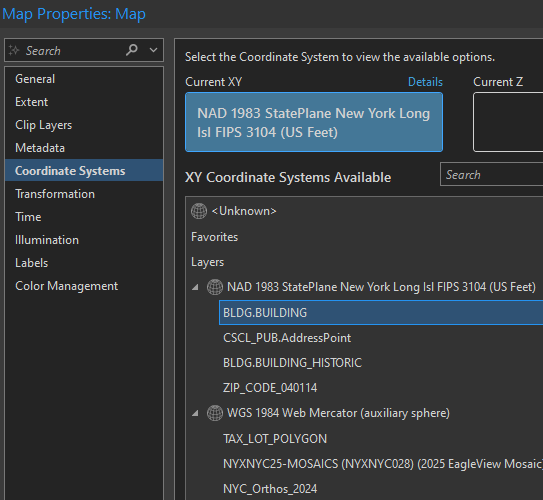 Map Properties: Map
Search
General
Extent
Clip Layers
Metadata
Coordinate Systems
Transformation
Time
Illumination
Labels
Color Management
Select the Coordinate System to view the available options.
Current XY Details Current Z
NAD 1983 StatePlane New York Long
Isl FIPS 3104 (US Feet)
XY Coordinate Systems Available Search
<Unknown>
Favorites
Layers
NAD 1983 StatePlane New York Long Isl FIPS 3104 (US Feet)
BLDG.BUILDING
CSCL_PUB.AddressPoint
BLDG.BUILDING_HISTORIC
ZIP_CODE_040114
WGS 1984 Web Mercator (auxiliary sphere)
TAX_LOT_POLYGON
NYXNYC25-MOSAICS (NYXNYC028) (2025 EagleView Mosaic)
NYC_Orthos_2024